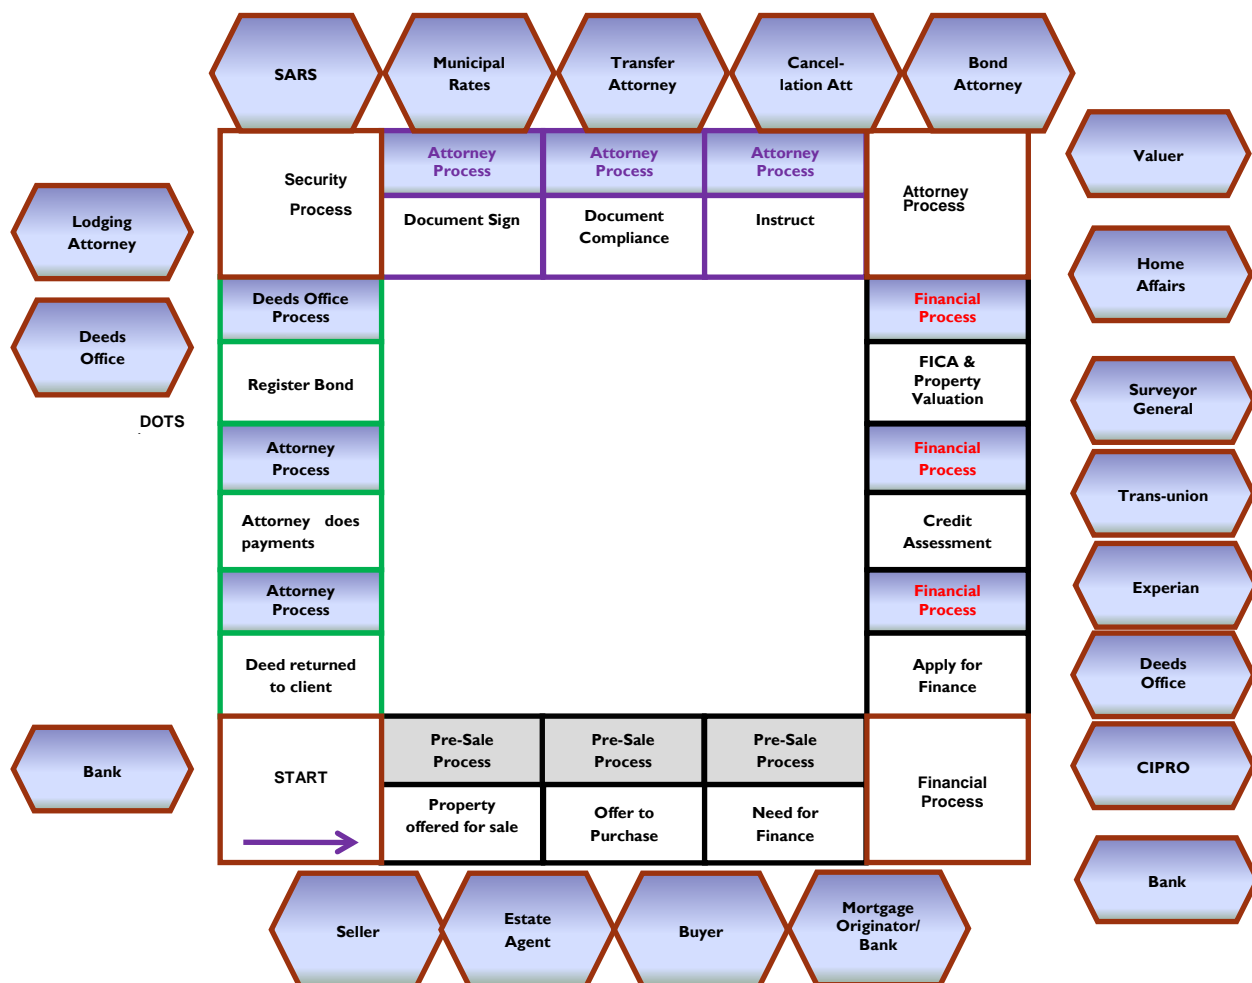 SARS
Municipal
Rates
Transfer
Attorney
Cancel-
lation Att
Bond
Attorney
Valuer
Home
Affairs
Surveyor
General
Trans-union
Experian
Deeds
Office
CIPRO
Bank
Lodging
Attorney
Deeds
Office
DOTS
Bank
Security
Process
Attorney
Process
Document Sign
Attorney
Process
Document
Compliance
Attorney
Process
Instruct
Attorney
Process
Deeds Office
Process
Register Bond
Attorney
Process
Attorney does
payments
Attorney
Process
Deed returned
to client
Financial
Process
FICA &
Property
Valuation
Financial
Process
Credit
Assessment
Financial
Process
Apply for
Finance
START
Pre-Sale
Process
Property
offered for sale
Pre-Sale
Process
Offer to
Purchase
Pre-Sale
Process
Need for
Finance
Financial
Process
Seller
Estate
Agent
Buyer
Mortgage
Originator/
Bank